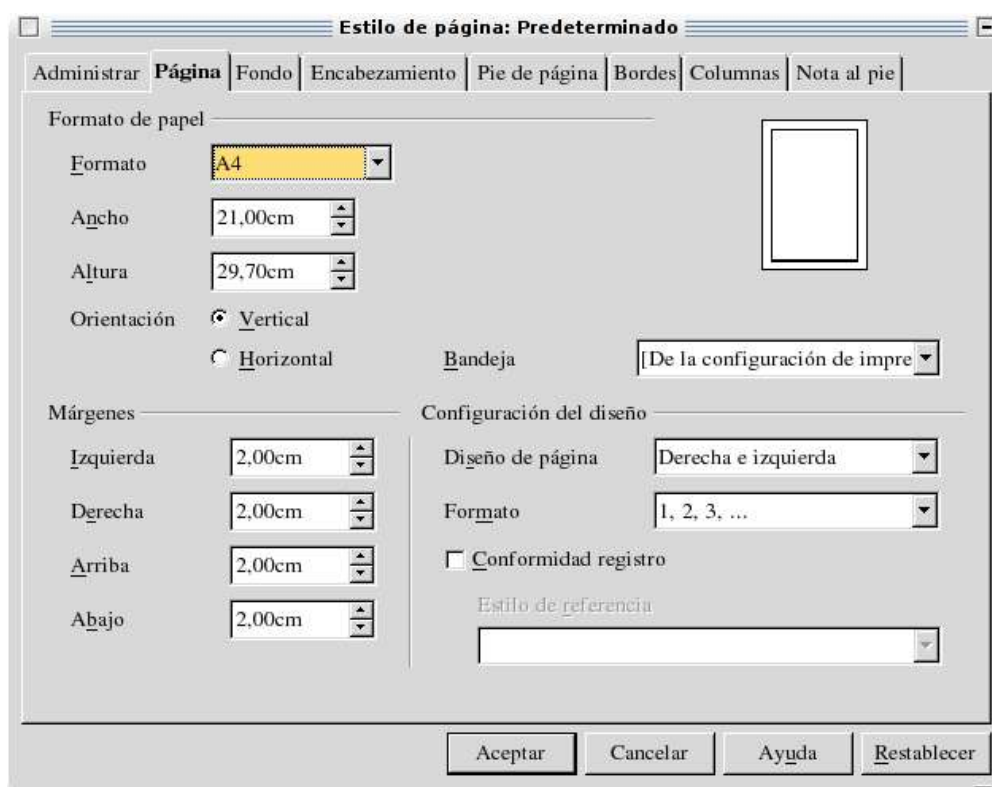 Estilo de página: Predeterminado
Administrar Página Fondo Encabezamiento Pie de página Bordes Columnas Nota al pie
Formato de papel
Formato A4
Ancho 21,00cm
Altura 29,70cm
Orientación Vertical
Horizontal Bandeja [De la configuración de impre
Márgenes Configuración del diseño
Izquierda 2,00cm Diseño de página Derecha e izquierda
Derecha 2,00cm Formato 1, 2, 3, ...
Arriba 2,00cm Conformidad registro
Abajo 2,00cm Estilo de referencia
Aceptar Cancelar Ayuda Restablecer